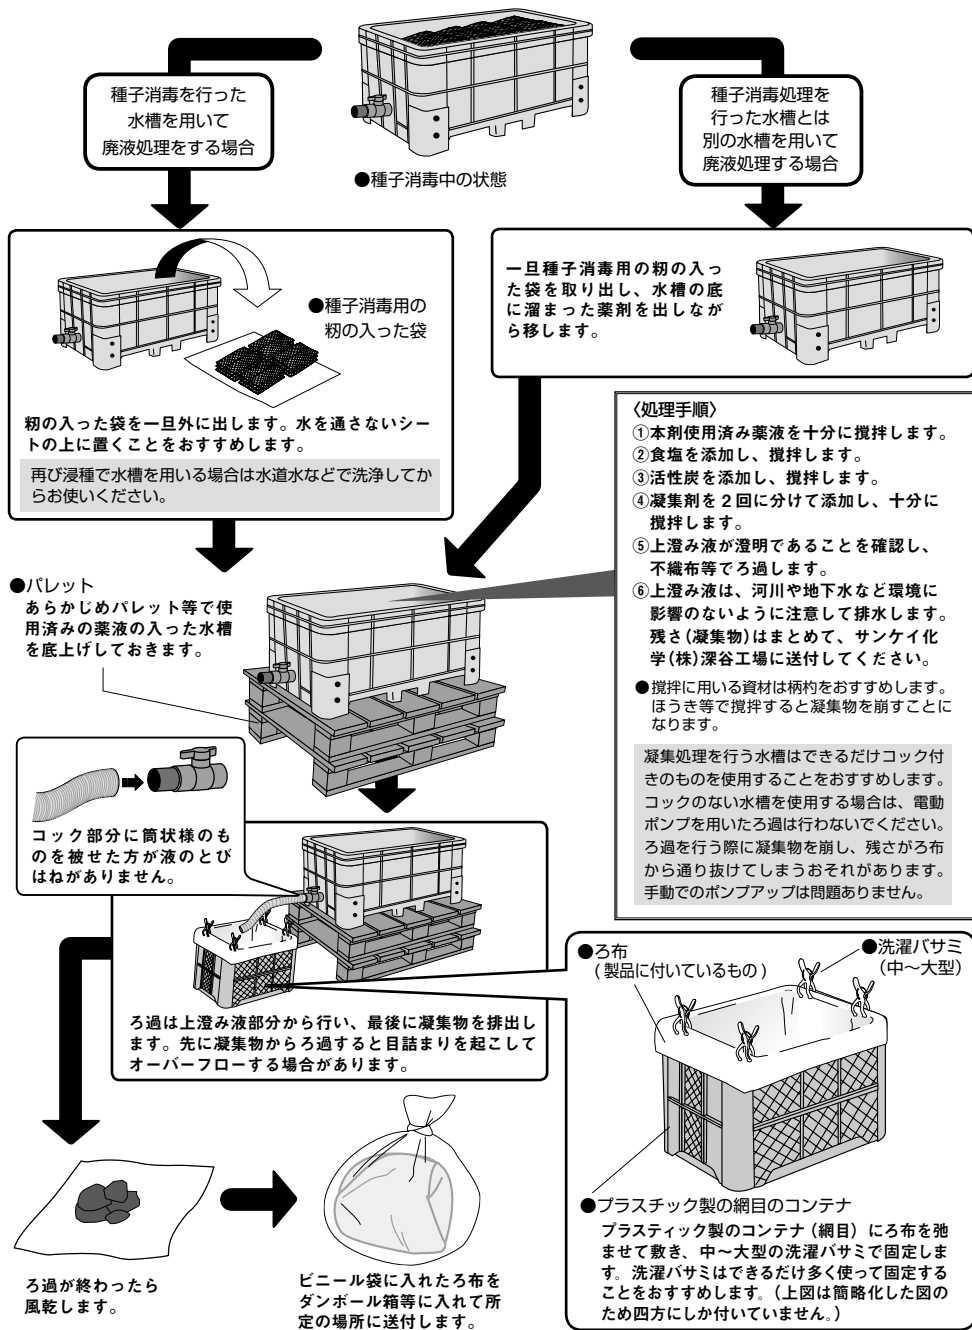 種子消毒を行った
水槽を用いて
廃液処理をする場合
●種子消毒中の状態
種子消毒処理を
行った水槽とは
別の水槽を用いて
廃液処理する場合
●種子消毒用の
籾の入った袋
籾の入った袋を一旦外に出します。水を通さないシー
トの上に置くことをおすすめします。
再び浸種で水槽を用いる場合は水道水などで洗浄してか
らお使いください。
一旦種子消毒用の籾の入っ
た袋を取り出し、水槽の底
に溜まった薬剤を出しなが
ら移します。
〈処理手順〉
①本剤使用済み薬液を十分に撹拌します。
②食塩を添加し、撹拌します。
③活性炭を添加し、撹拌します。
④凝集剤を２回に分けて添加し、十分に
撹拌します。
⑤上澄み液が澄明であることを確認し、
不織布等でろ過します。
⑥上澄み液は、河川や地下水など環境に
影響のないように注意して排水します。
残さ(凝集物)はまとめて、サンケイ化
学(株)深谷工場に送付してください。
●撹拌に用いる資材は柄杓をおすすめします。
ほうき等で撹拌すると凝集物を崩すことに
なります。
凝集処理を行う水槽はできるだけコック付
きのものを使用することをおすすめします。
コックのない水槽を使用する場合は、電動
ポンプを用いたろ過は行わないでください。
ろ過を行う際に凝集物を崩し、残さがろ布
から通り抜けてしまうおそれがあります。
手動でのポンプアップは問題ありません。
●パレット
あらかじめパレット等で使
用済みの薬液の入った水槽
を底上げしておきます。
コック部分に筒状様のも
のを被せた方が液のとび
はねがありません。
ろ過は上澄み液部分から行い、最後に凝集物を排出し
ます。先に凝集物からろ過すると目詰まりを起こして
オーバーフローする場合があります。
●ろ布
(製品に付いているもの)
●洗濯バサミ
(中〜大型)
●プラスチック製の網目のコンテナ
プラスティック製のコンテナ(網目)にろ布を弛
ませて敷き、中〜大型の洗濯バサミで固定しま
す。洗濯バサミはできるだけ多く使って固定する
ことをおすすめします。(上図は簡略化した図の
ため四方にしか付いていません。)
ろ過が終わったら
風乾します。
ビニール袋に入れたろ布を
ダンボール箱等に入れて所
定の場所に送付します。